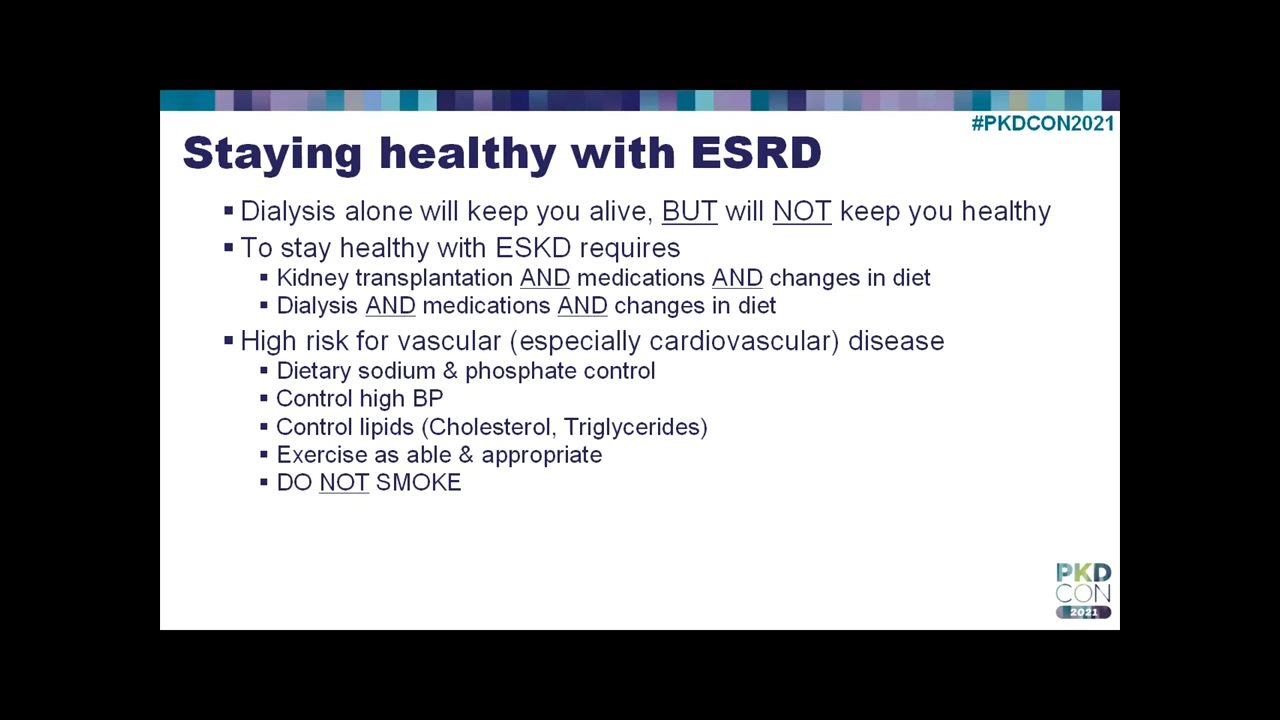 #PKDCON2021
Staying healthy with ESRD
▪ Dialysis alone will keep you alive, BUT will NOT keep you healthy
▪ To stay healthy with ESKD requires
▪ Kidney transplantation AND medications AND changes in diet
▪ Dialysis AND medications AND changes in diet
▪ High risk for vascular (especially cardiovascular) disease
▪ Dietary sodium & phosphate control
▪ Control high BP
▪ Control lipids (Cholesterol, Triglycerides)
▪ Exercise as able & appropriate
▪ DO NOT SMOKE
PKD
CON
2021